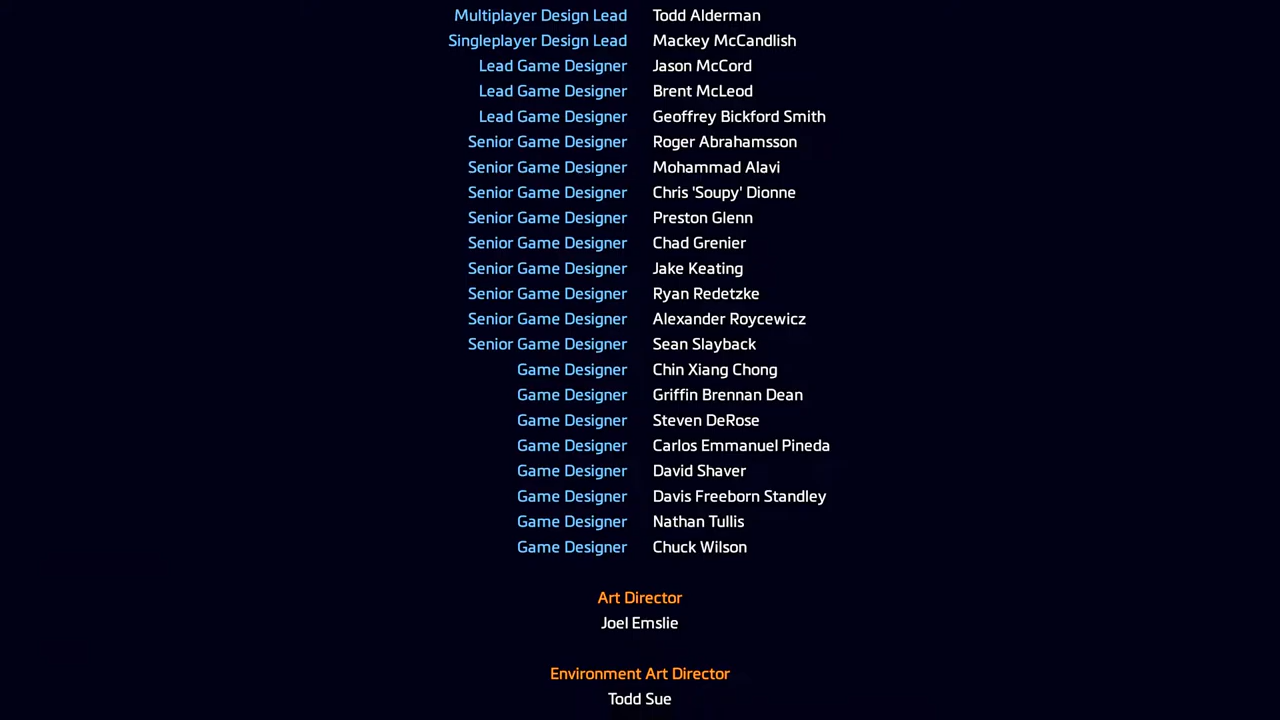 Multiplayer Design Lead Todd Alderman
Singleplayer Design Lead Mackey McCandlish
Lead Game Designer Jason McCord
Lead Game Designer Brent McLeod
Lead Game Designer Geoffrey Bickford Smith
Senior Game Designer Roger Abrahamsson
Senior Game Designer Mohammad Alavi
Senior Game Designer Chris 'Soupy' Dionne
Senior Game Designer Preston Glenn
Senior Game Designer Chad Grenier
Senior Game Designer Jake Keating
Senior Game Designer Ryan Redetzke
Senior Game Designer Alexander Roycewicz
Senior Game Designer Sean Slayback
Game Designer Chin Xiang Chong
Game Designer Griffin Brennan Dean
Game Designer Steven DeRose
Game Designer Carlos Emmanuel Pineda
Game Designer David Shaver
Game Designer Davis Freeborn Standley
Game Designer Nathan Tullis
Game Designer Chuck Wilson
Art Director
Joel Emslie
Environment Art Director
Todd Sue